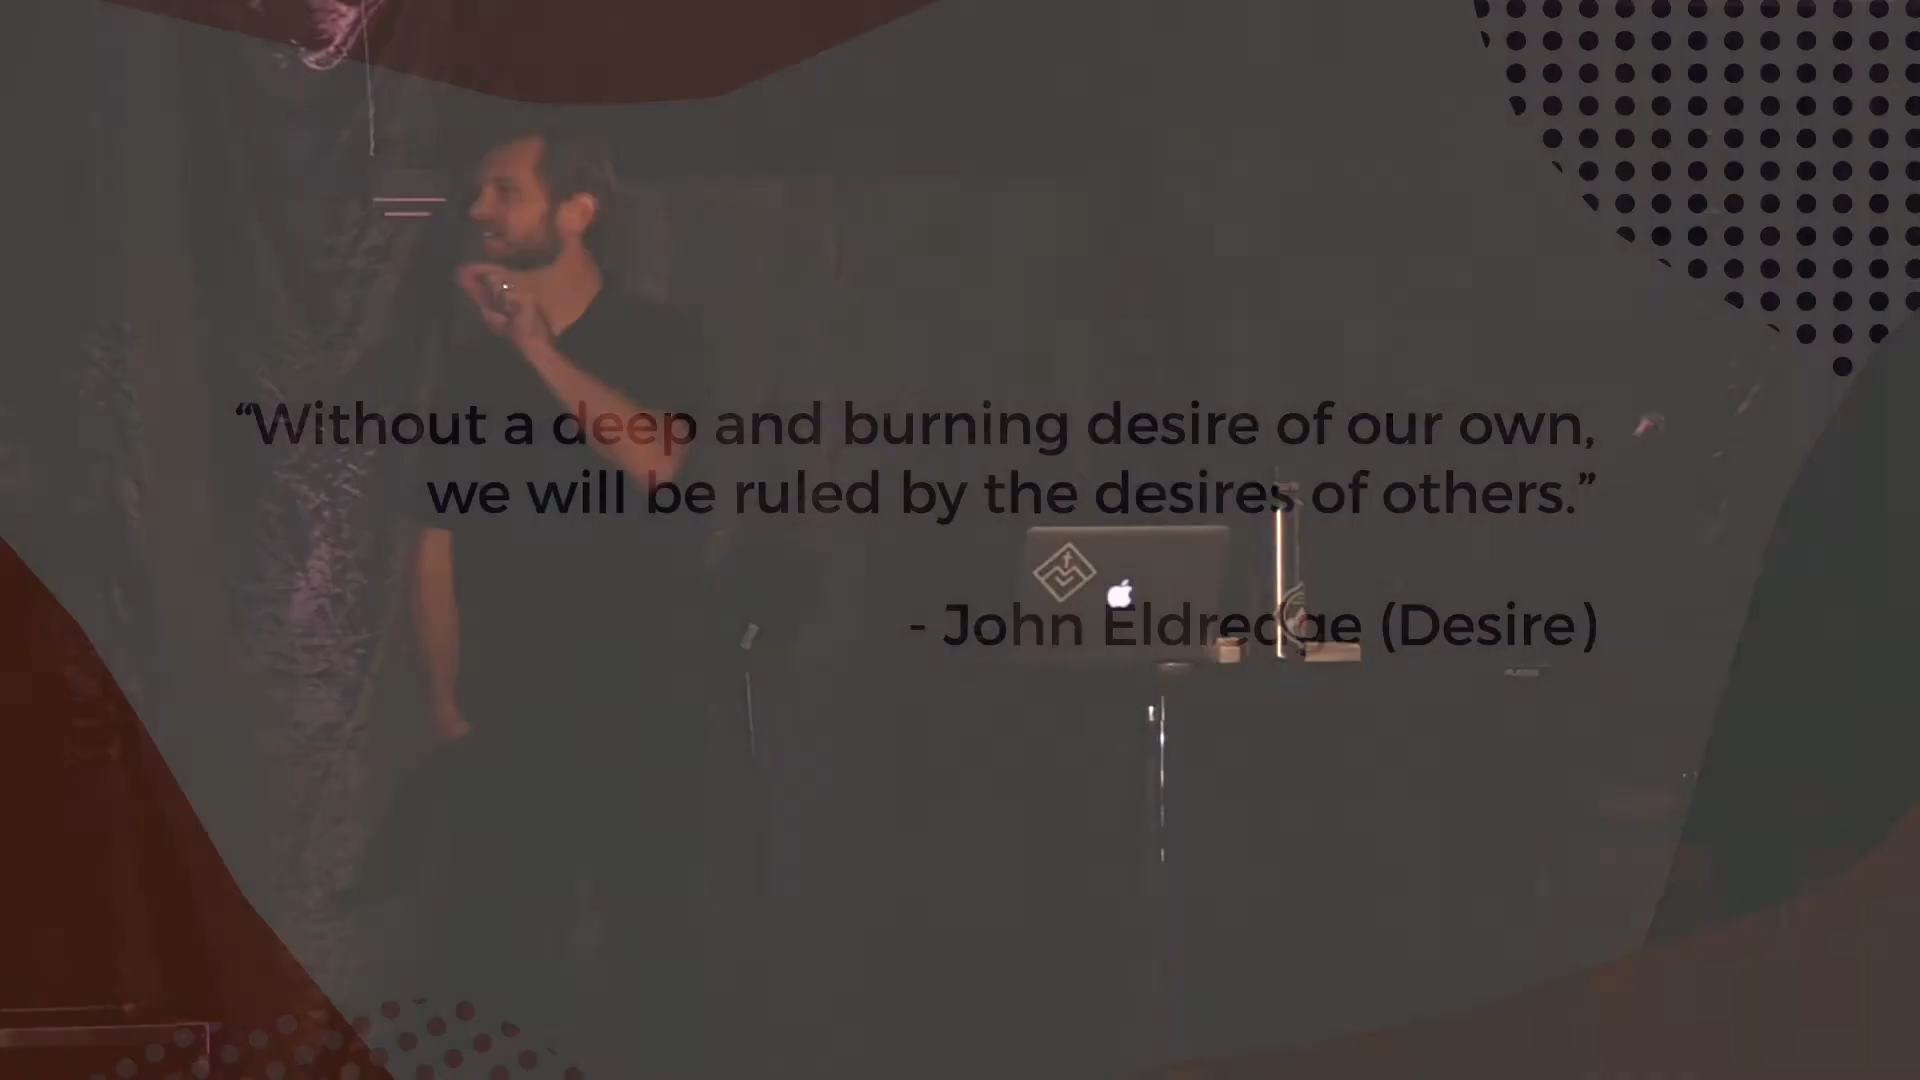 “Without a deep and burning desire of our own,
we will be ruled by the desires of others.”
- John Eldredge (Desire)